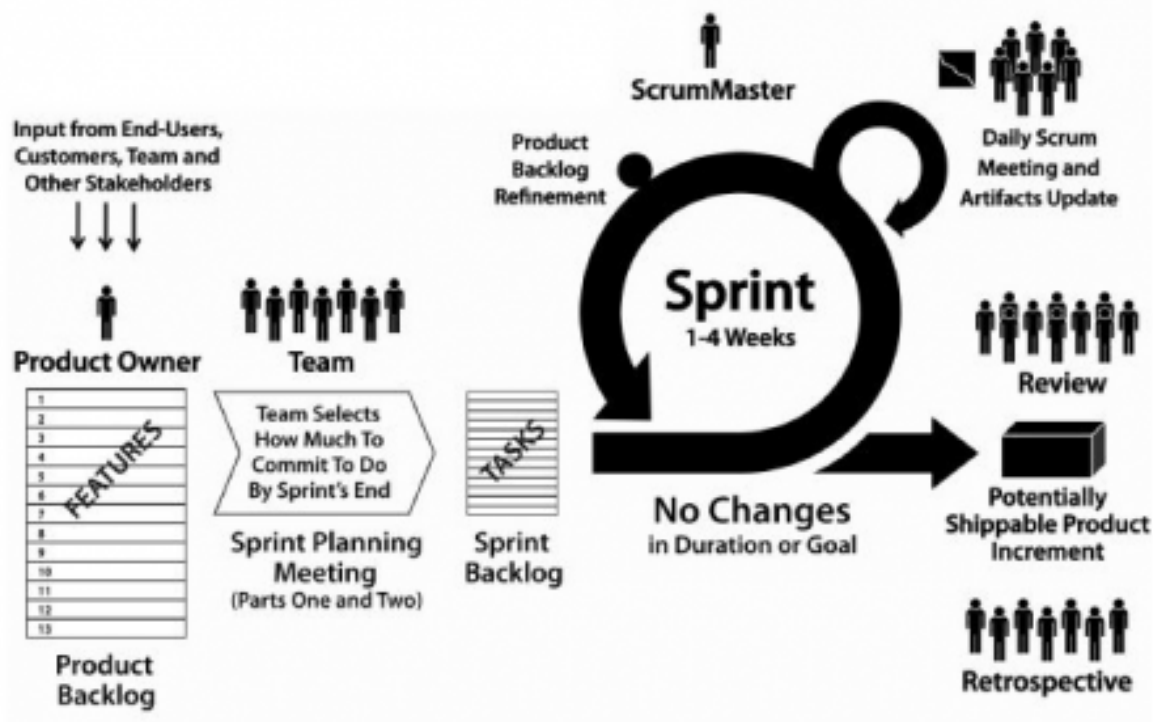 Input from End-Users,
Customers, Team and
Other Stakeholders
Product Owner
1
2
3
4
5
6
7
8
9
10
11
12
13
FEATURES
Product
Backlog
Team
Team Selects
How Much To
Commit To Do
By Sprint's End
Sprint Planning
Meeting
(Parts One and Two)
TASKS
Sprint
Backlog
ScrumMaster
Product
Backlog
Refinement
Sprint
1-4 Weeks
No Changes
in Duration or Goal
Daily Scrum
Meeting and
Artifacts Update
Review
Potentially
Shippable Product
Increment
Retrospective